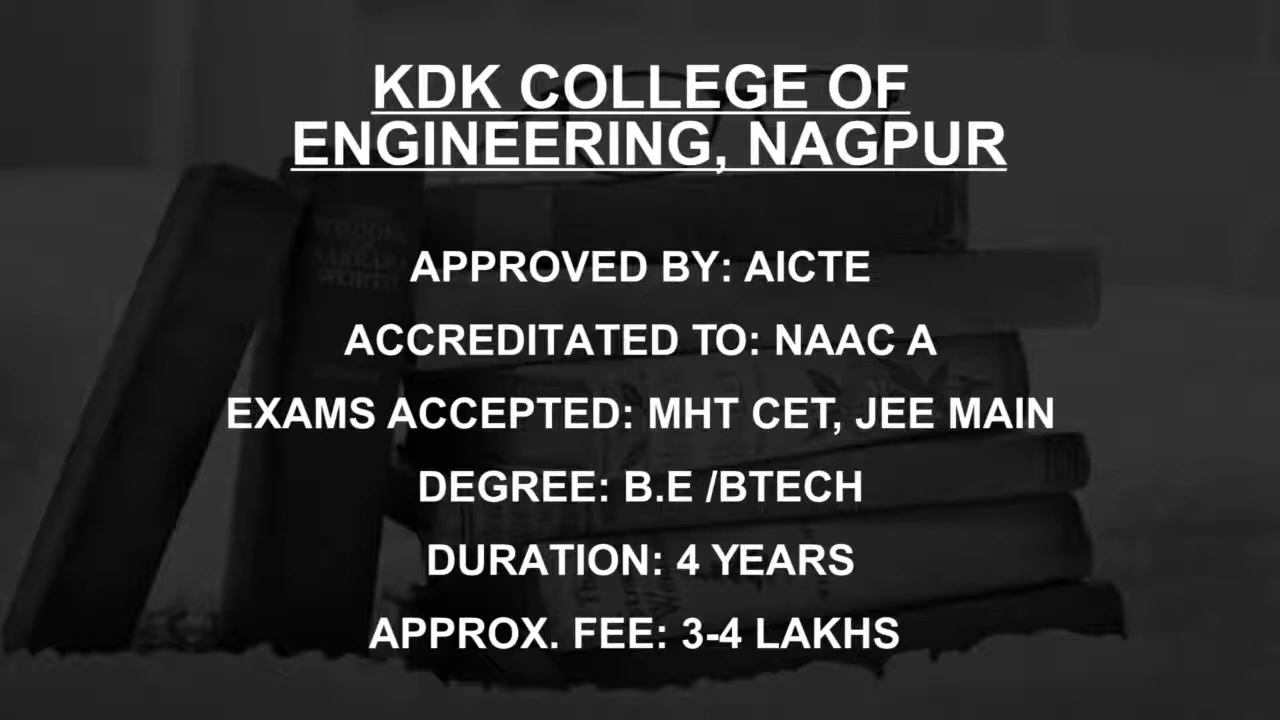 KDK COLLEGE OF
ENGINEERING, NAGPUR
APPROVED BY: AICTE
ACCREDITATED TO: NAAC A
EXAMS ACCEPTED: MHT CET, JEE MAIN
DEGREE: B.E /BTECH
DURATION: 4 YEARS
APPROX. FEE: 3-4 LAKHS